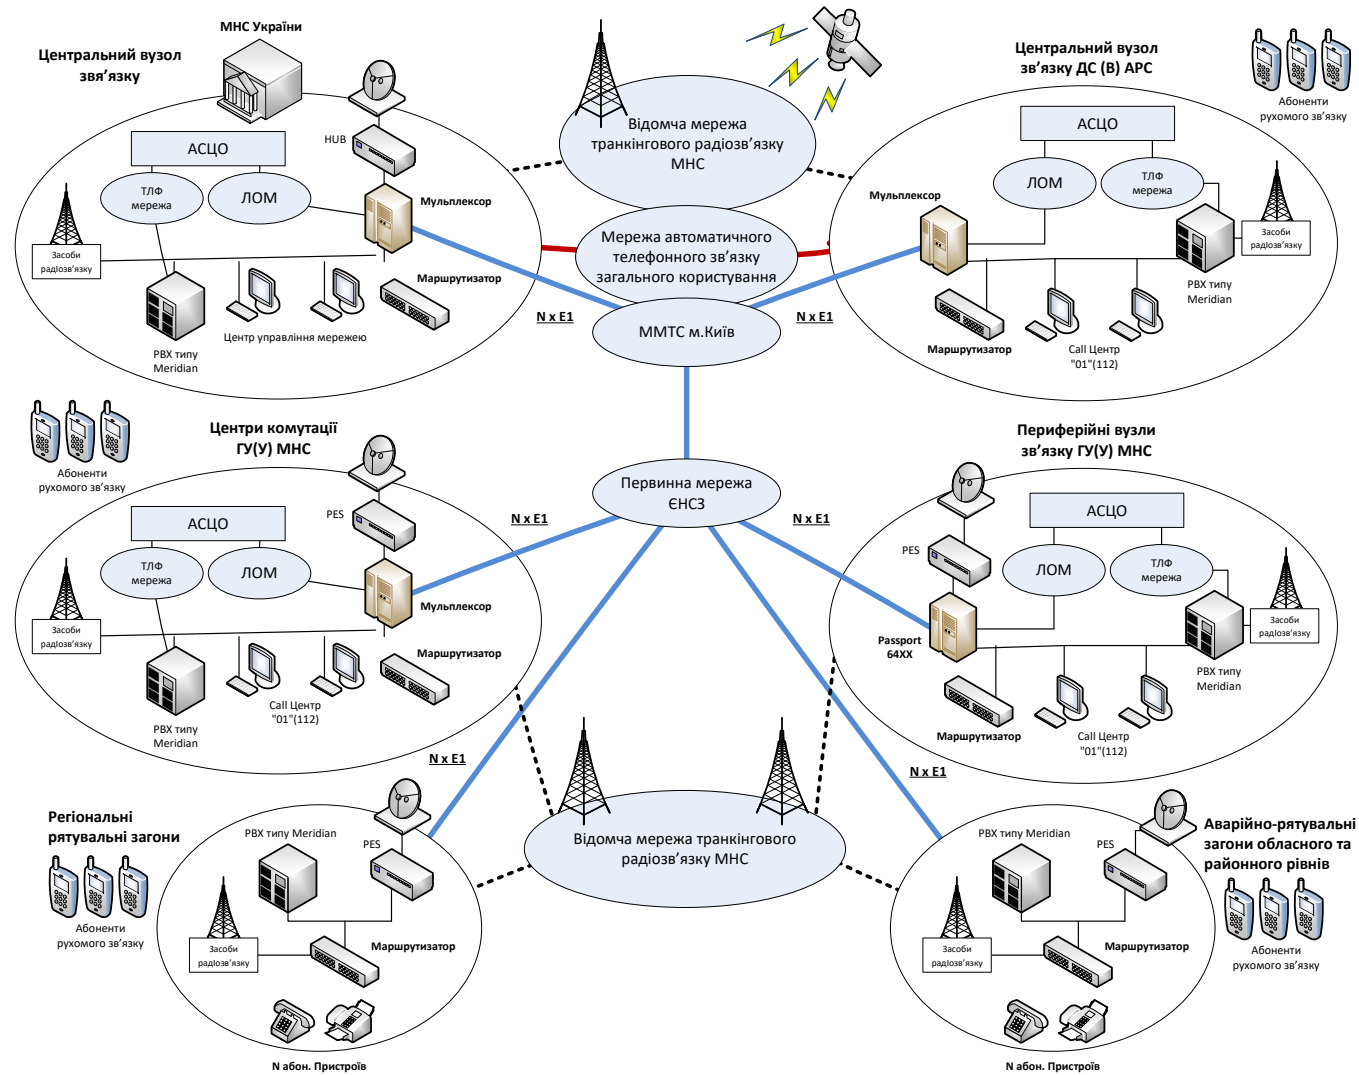 МНС України
Центральний вузол
звя’язку
HUB
АСЦО
ТЛФ
мережа
ЛОМ
Мульплексор
Засоби
радіозв’язку
Маршрутизатор
Центр управління мережею
PBX типу
Meridian
Відомча мережа
транкінгового радіозв’язку
МНС
Мережа автоматичного
телефонного зв’язку
загального користування
ММТС м.Київ
N x E1
N x E1
Центральний вузол
зв’язку ДС (В) АРС
Абоненти
рухомого зв’язку
АСЦО
ЛОМ
ТЛФ
мережа
Мульплексор
Засоби
радіозв’язку
PBX типу
Meridian
Маршрутизатор
Call Центр
"01"(112)
Центри комутації
ГУ(У) МНС
Абоненти
рухомого зв’язку
PES
АСЦО
ТЛФ
мережа
ЛОМ
Мульплексор
Засоби
радіозв’язку
Маршрутизатор
Call Центр
"01"(112)
PBX типу
Meridian
Первинна мережа
ЄНСЗ
N x E1
N x E1
Периферійні вузли
зв’язку ГУ(У) МНС
PES
АСЦО
ЛОМ
ТЛФ
мережа
Passport
64XX
Засоби
радіозв’язку
PBX типу
Meridian
Маршрутизатор
Call Центр
"01"(112)
N x E1
N x E1
Відомча мережа транкінгового
радіозв’язку МНС
Регіональні
рятувальні загони
Абоненти
рухомого зв’язку
PBX типу Meridian
PES
Засоби
радіозв’язку
Маршрутизатор
N абон. Пристроїв
PBX типу Meridian
PES
Засоби
радіозв’язку
Маршрутизатор
N абон. Пристроїв
Аварійно-рятувальні
загони обласного та
районного рівнів
Абоненти
рухомого зв’язку